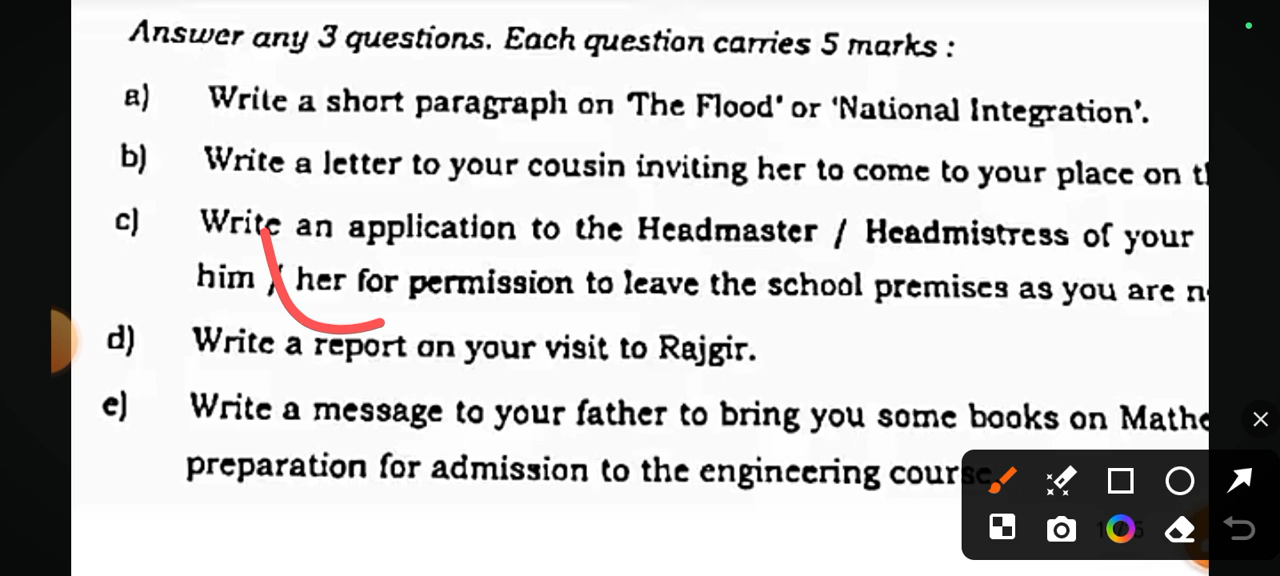 Answer any 3 questions. Each question carries 5 marks :
a) Write a short paragraph on 'The Flood' or 'National Integration'.
b) Write a letter to your cousin inviting her to come to your place on
c) Write an application to the Headmaster / Headmistress of your
him / her for permission to leave the school premises as you are
d) Write a report on your visit to Rajgir.
e) Write a message to your father to bring you some books on
preparation for admission to the engineering course